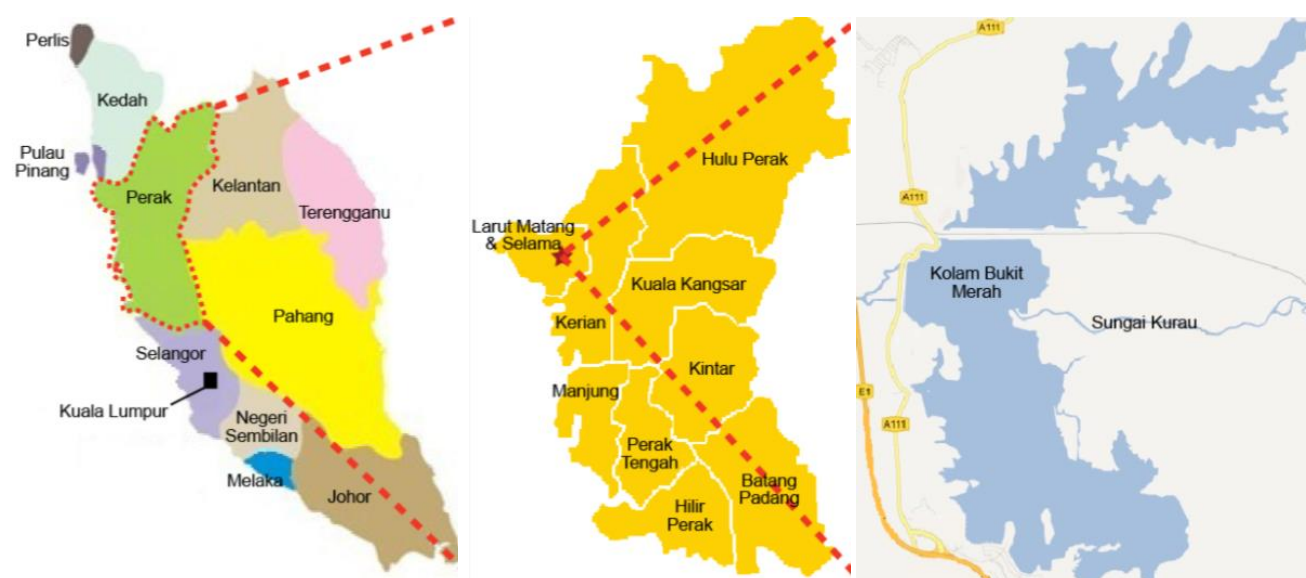 Perlis
Kedah
Pulau
Pinang
Perak
Kelantan
Terengganu
Pahang
Selangor
Kuala Lumpur
Negeri
Sembilan
Melaka
Johor
Hulu Perak
Larut Matang
& Selama
Kuala Kangsar
Kerian
Kintar
Manjung
Perak
Tengah
Batang
Padang
Hilir
Perak
A111
A111
Kolam Bukit
Merah
Sungai Kurau
E1
A111